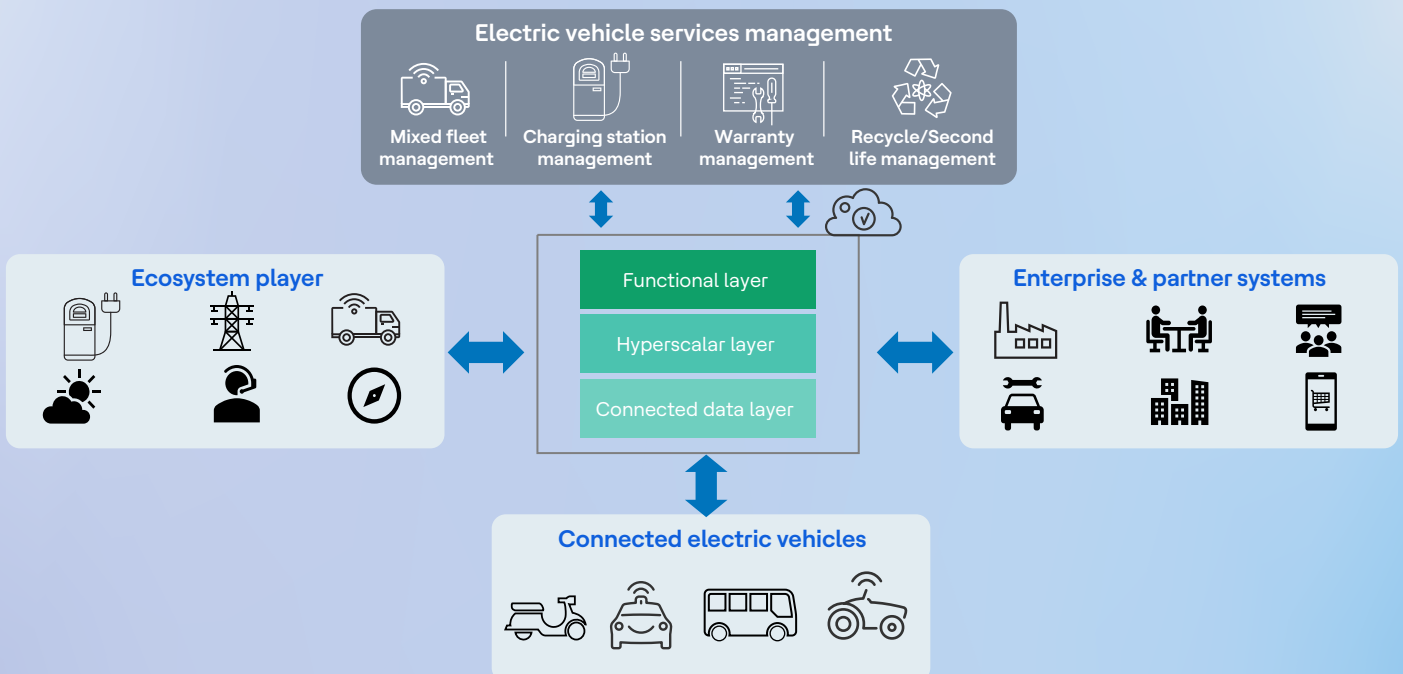 Electric vehicle services management
Mixed fleet
management
Charging station
management
Warranty
management
Recycle/Second
life management
Ecosystem player
Functional layer
Hyperscalar layer
Connected data layer
Enterprise & partner systems
Connected electric vehicles